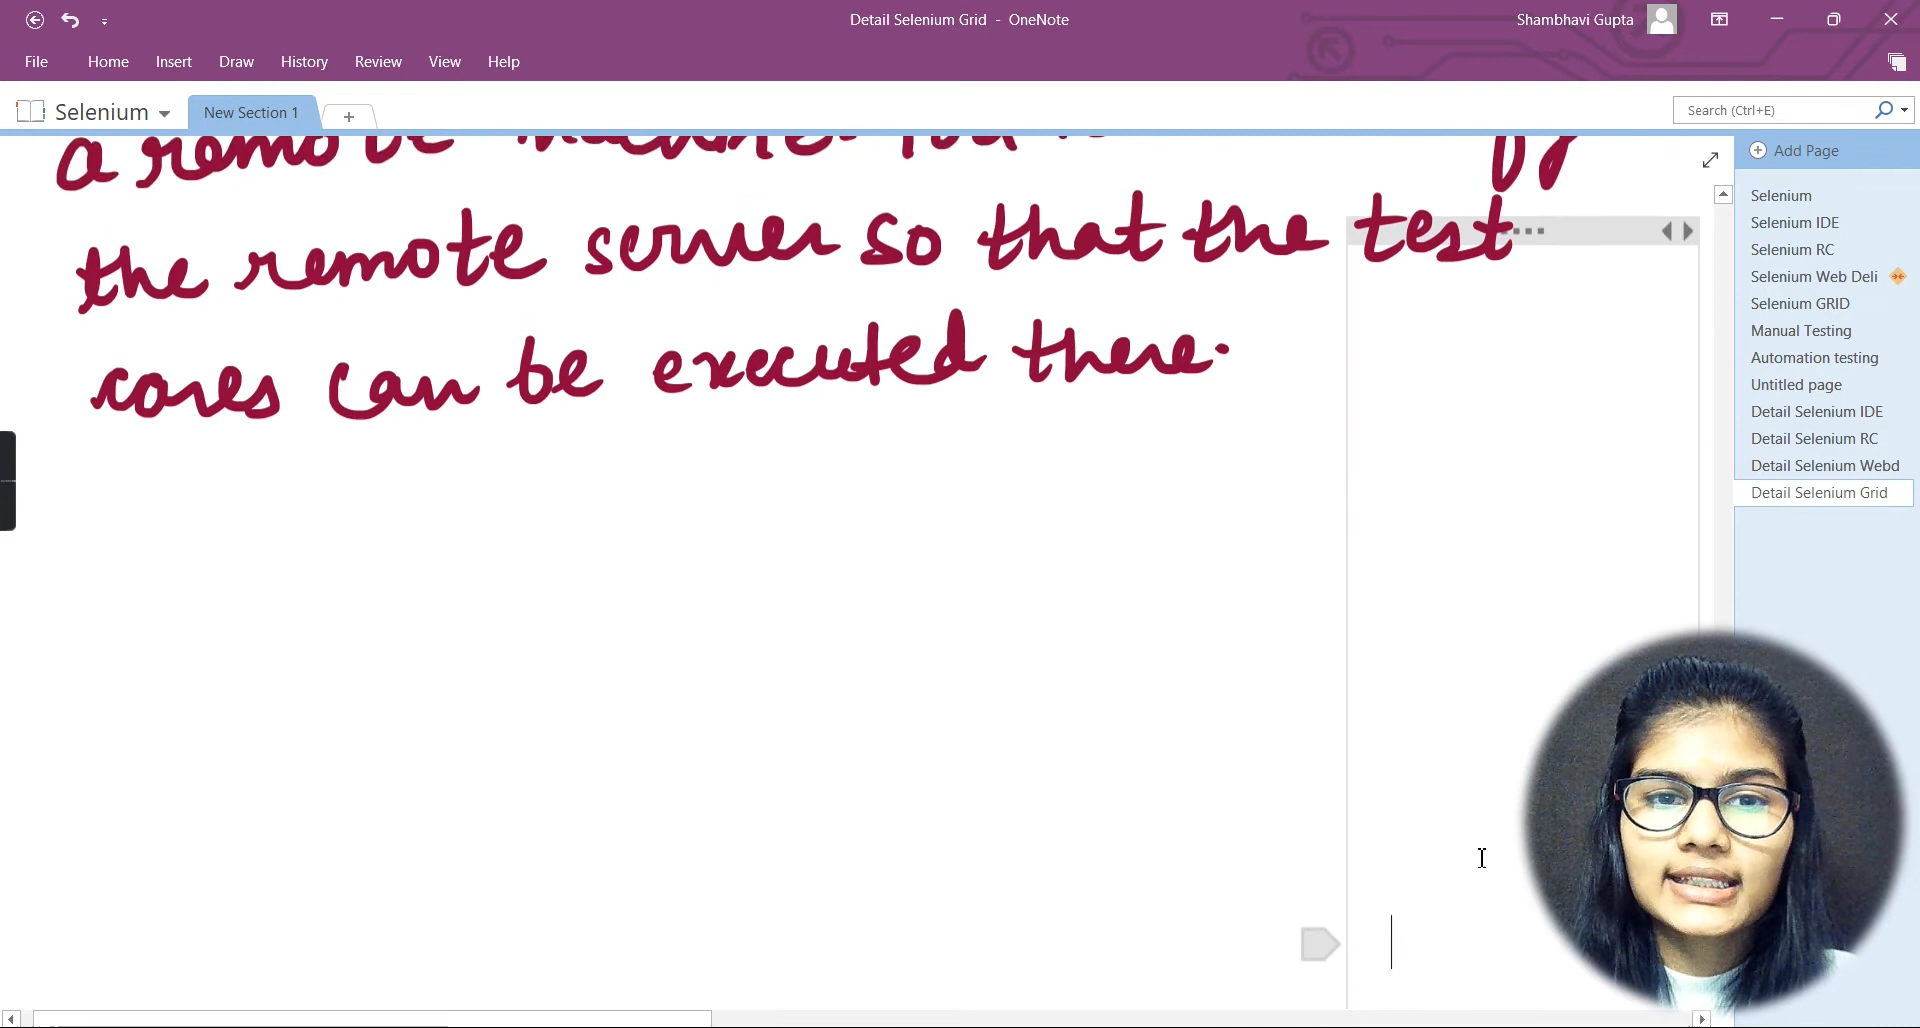 Detail Selenium Grid - OneNote
Shambhavi Gupta
File Home Insert Draw History Review View Help
Selenium
New Section 1
+
Search (Ctrl+E)
Add Page
Selenium
Selenium IDE
Selenium RC
Selenium Web Deli
Selenium GRID
Manual Testing
Automation testing
Untitled page
Detail Selenium IDE
Detail Selenium RC
Detail Selenium Webd
Detail Selenium Grid
a remote
the remote server so that the test
cases can be executed there.